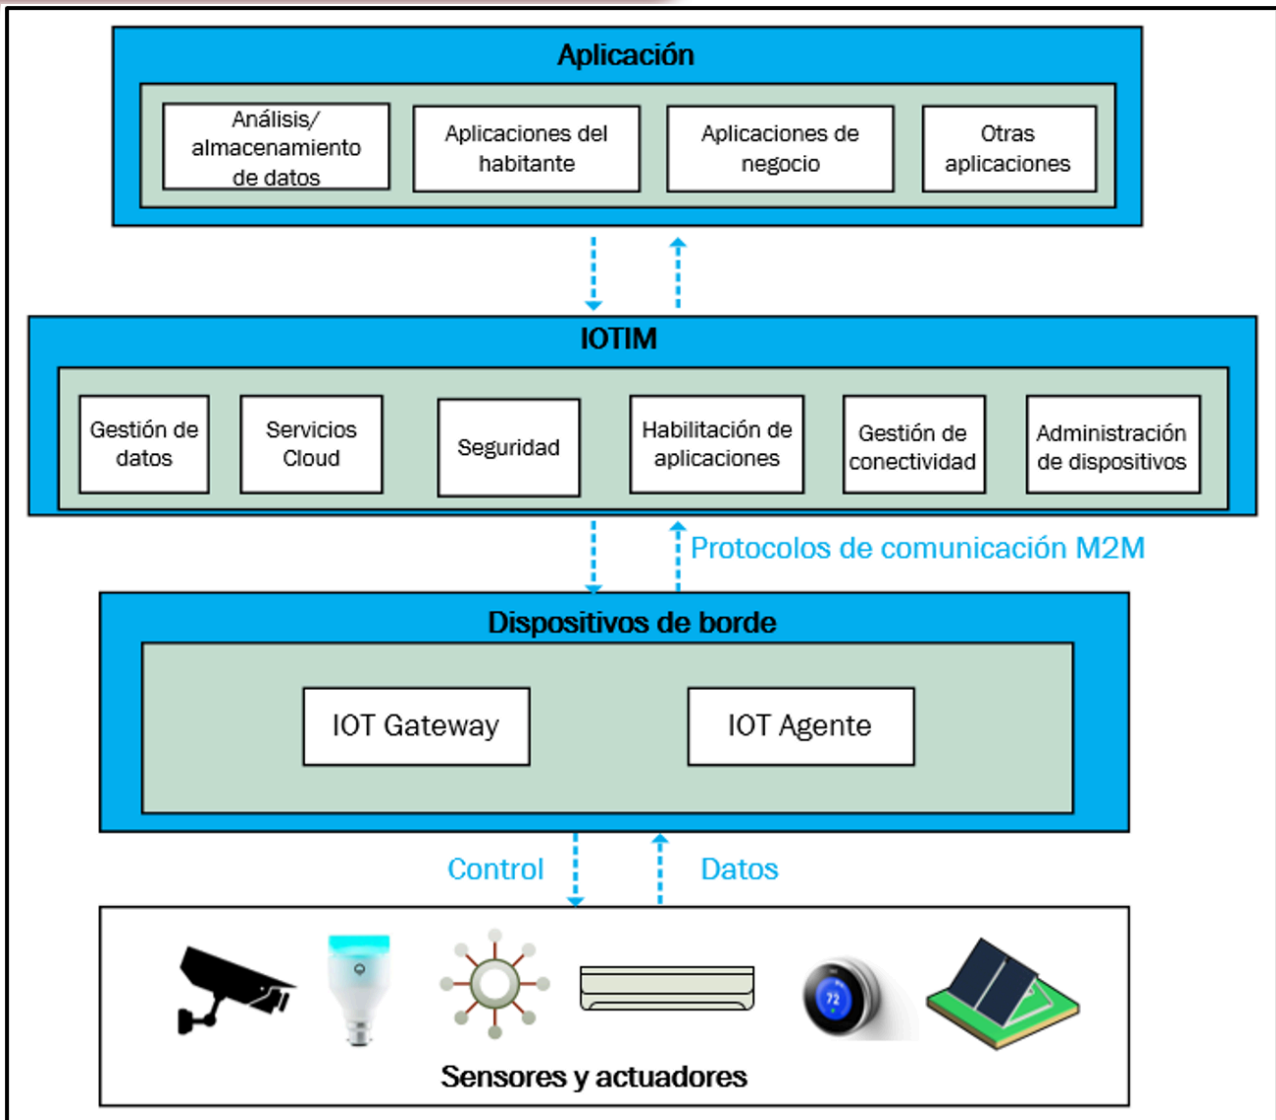 Aplicación
Análisis/
almacenamiento
de datos
Aplicaciones del
habitante
Aplicaciones de
negocio
Otras
aplicaciones
IOTIM
Gestión de
datos
Servicios
Cloud
Seguridad
Habilitación de
aplicaciones
Gestión de
conectividad
Administración
de dispositivos
Protocolos de comunicación M2M
Dispositivos de borde
IOT Gateway
IOT Agente
Control
Datos
72
Sensores y actuadores